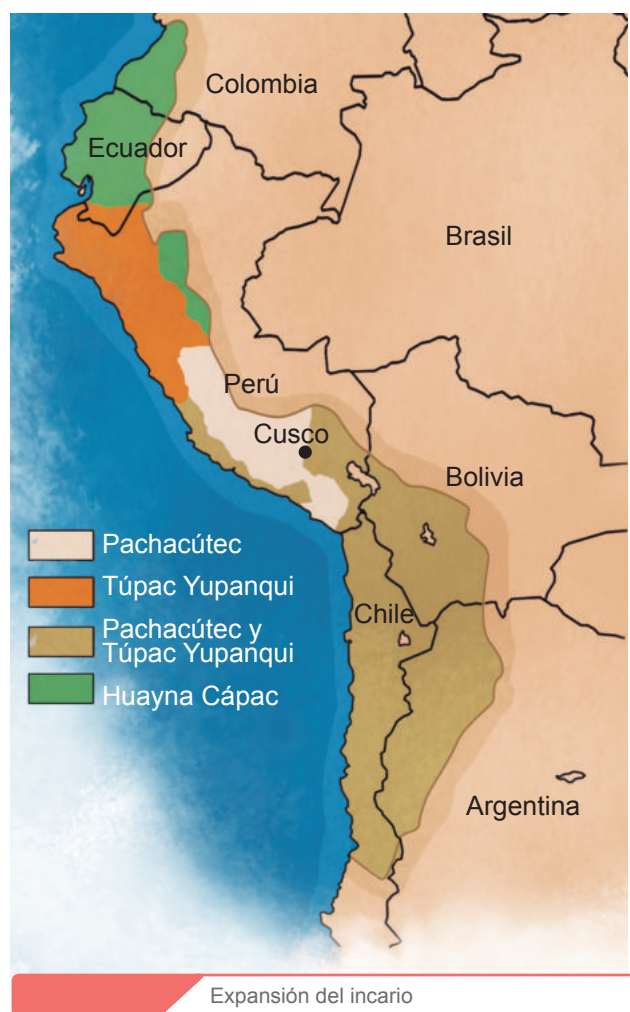 Colombia
Ecuador
Brasil
Perú
Cusco
Bolivia
Pachacútec
Túpac Yupanqui
Chile
Pachacútec y
Túpac Yupanqui
Huayna Cápac
Argentina
Expansión del incario